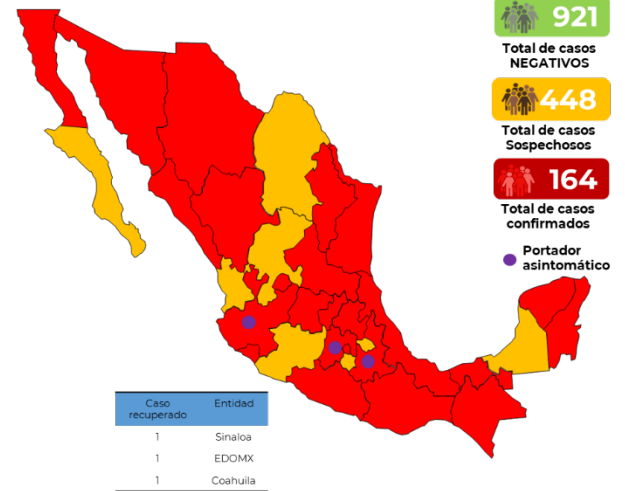 921
Total de casos
NEGATIVOS
448
Total de casos
Sospechosos
164
Total de casos
confirmados
Portador
asintomático
Caso recuperado Entidad
1 Sinaloa
1 EDOMX
1 Coahuila